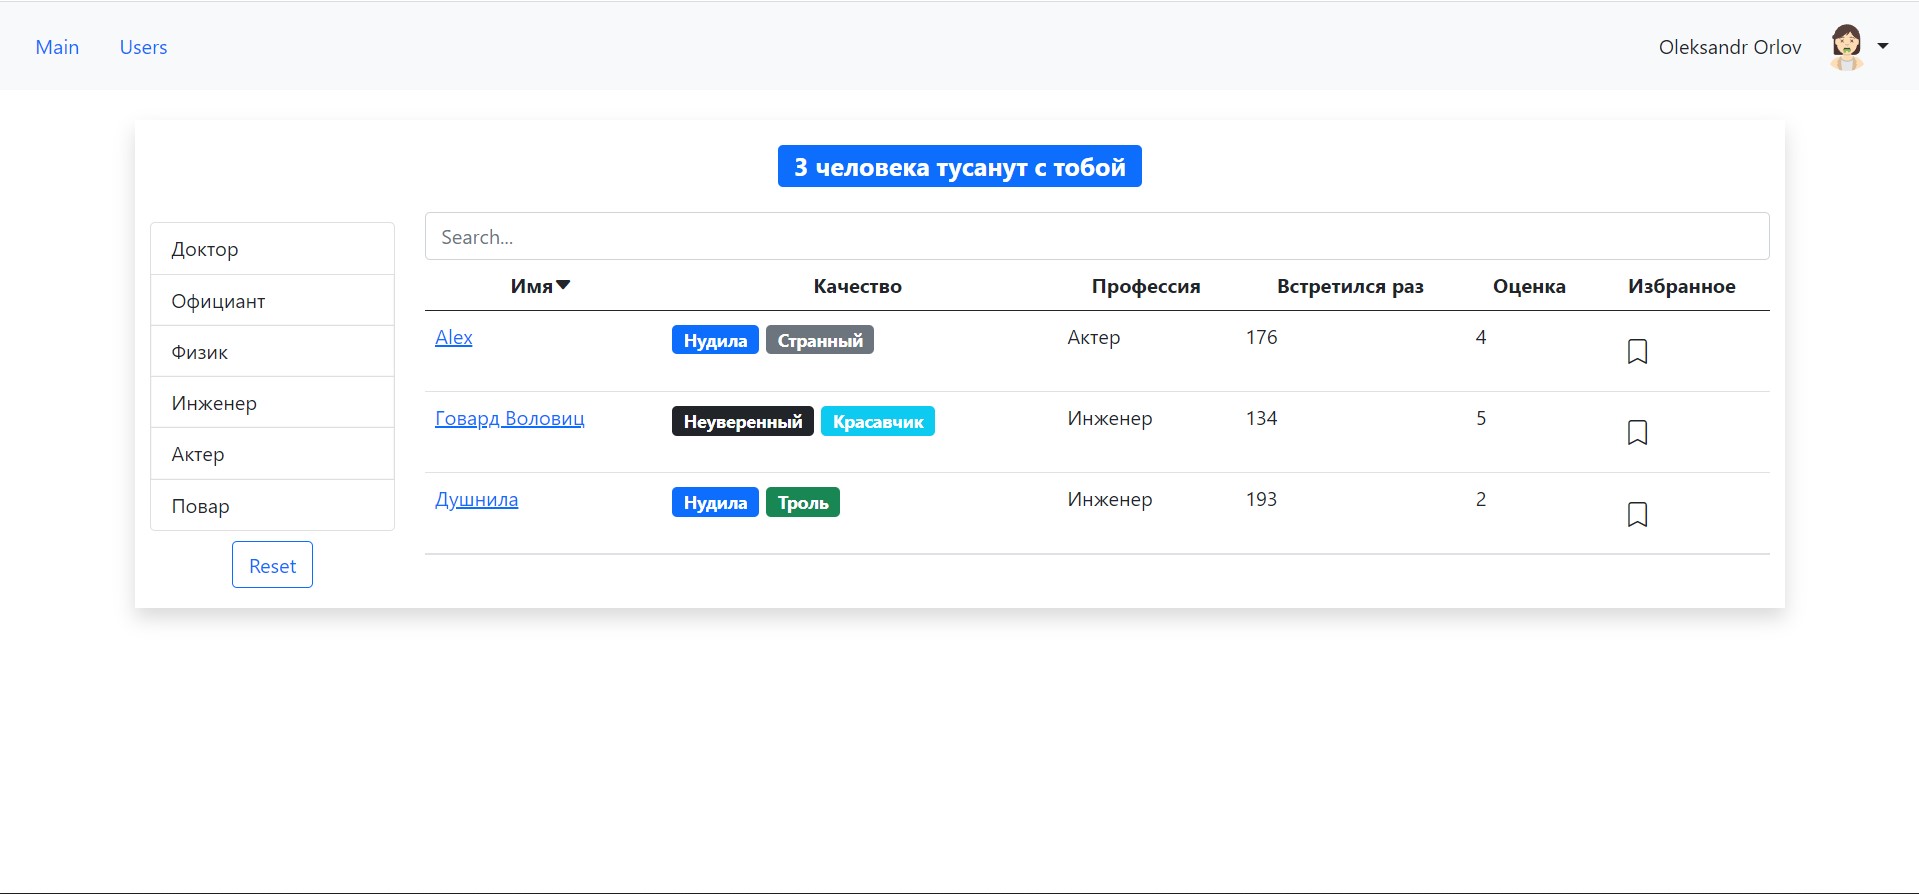 Main Users Oleksandr Orlov
3 человека тусанут с тобой
Доктор
Официант
Физик
Инженер
Актер
Повар
Reset
Search...
Имя Качество Профессия Встретился раз Оценка Избранное
Alex Нудила Странный Актер 176 4
Говард Воловиц Неуверенный Красавчик Инженер 134 5
Душнила Нудила Троль Инженер 193 2